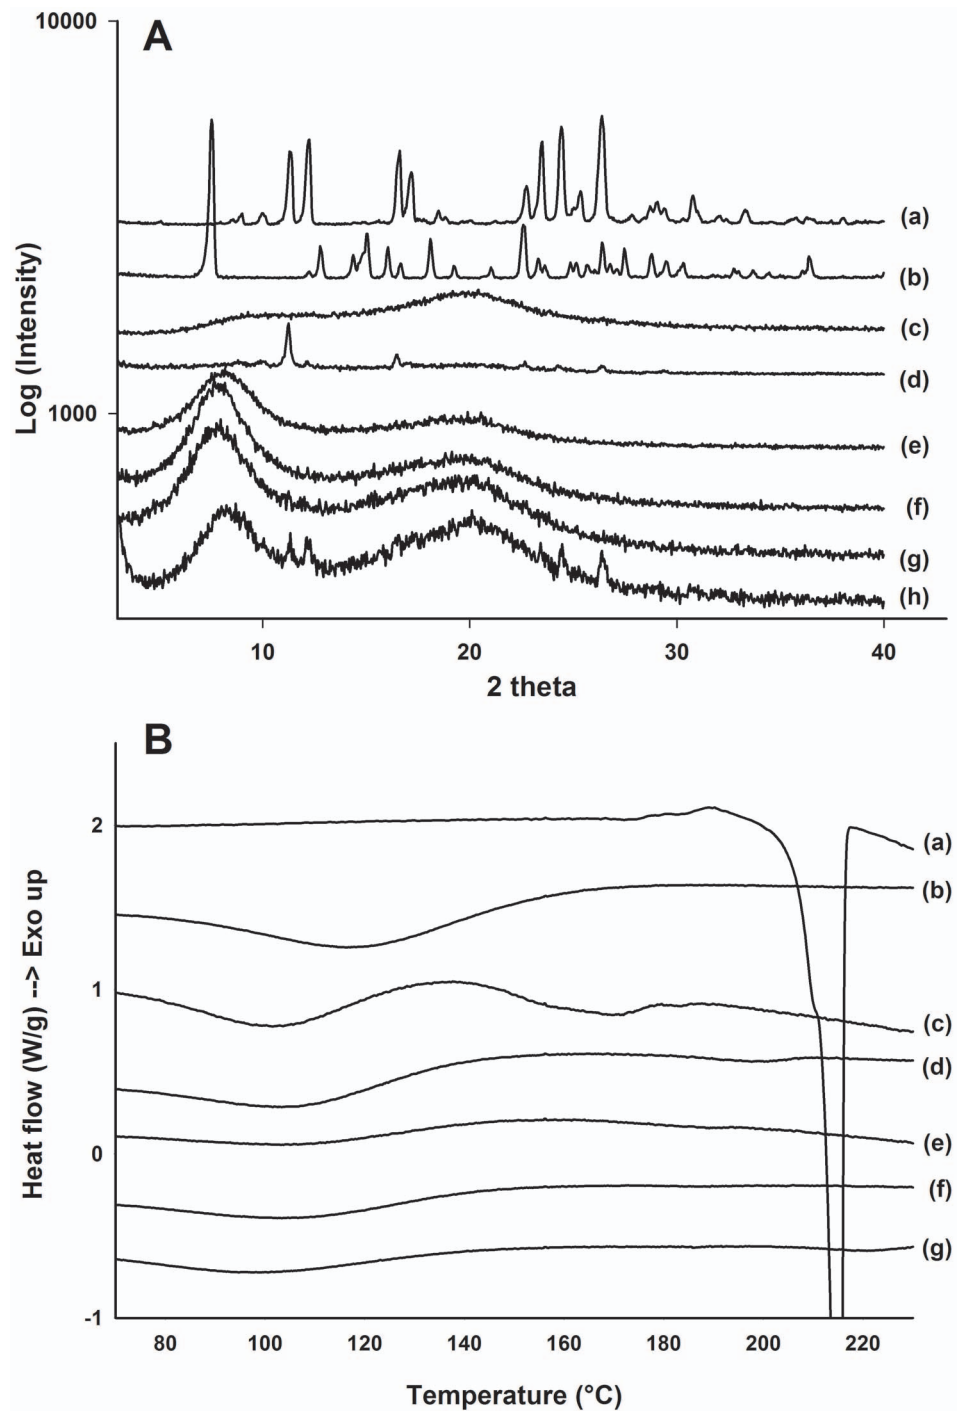 A
10000
1000
Log (Intensity)
(a)
(b)
(c)
(d)
(e)
(f)
(g)
(h)
10 20 30 40
2 theta
B
2
1
0
-1
Heat flow (W/g) --> Exo up
(a)
(b)
(c)
(d)
(e)
(f)
(g)
80 100 120 140 160 180 200 220
Temperature (°C)